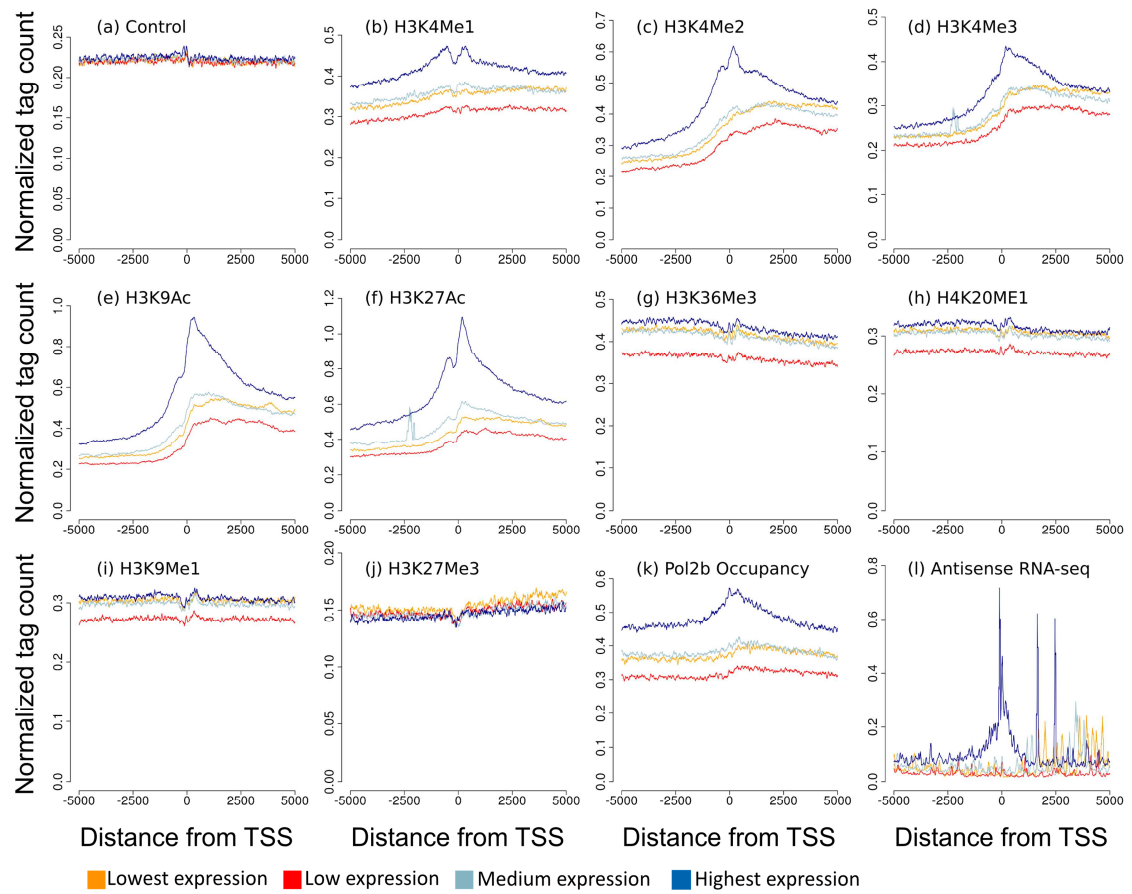 (a) Control
(b) H3K4Me1
(c) H3K4Me2
(d) H3K4Me3
Normalized tag count
0.00 0.05 0.10 0.15 0.20 0.25
0.0 0.1 0.2 0.3 0.4 0.5
0.0 0.1 0.2 0.3 0.4 0.5 0.6 0.7
0.0 0.1 0.2 0.3 0.4 0.5
-5000 -2500 0 2500 5000
-5000 -2500 0 2500 5000
-5000 -2500 0 2500 5000
-5000 -2500 0 2500 5000
(e) H3K9Ac
(f) H3K27Ac
(g) H3K36Me3
(h) H4K20ME1
Normalized tag count
0.0 0.2 0.4 0.6 0.8 1.0
0.0 0.2 0.4 0.6 0.8 1.0 1.2
0.0 0.1 0.2 0.3 0.4 0.5
0.0 0.1 0.2 0.3
-5000 -2500 0 2500 5000
-5000 -2500 0 2500 5000
-5000 -2500 0 2500 5000
-5000 -2500 0 2500 5000
(i) H3K9Me1
(j) H3K27Me3
(k) Pol2b Occupancy
(l) Antisense RNA-seq
Normalized tag count
0.0 0.1 0.2 0.3
0.00 0.05 0.10 0.15 0.20
0.0 0.1 0.2 0.3 0.4 0.5 0.6
0.0 0.2 0.4 0.6 0.8
-5000 -2500 0 2500 5000
-5000 -2500 0 2500 5000
-5000 -2500 0 2500 5000
-5000 -2500 0 2500 5000
Distance from TSS
Distance from TSS
Distance from TSS
Distance from TSS
Lowest expression
Low expression
Medium expression
Highest expression